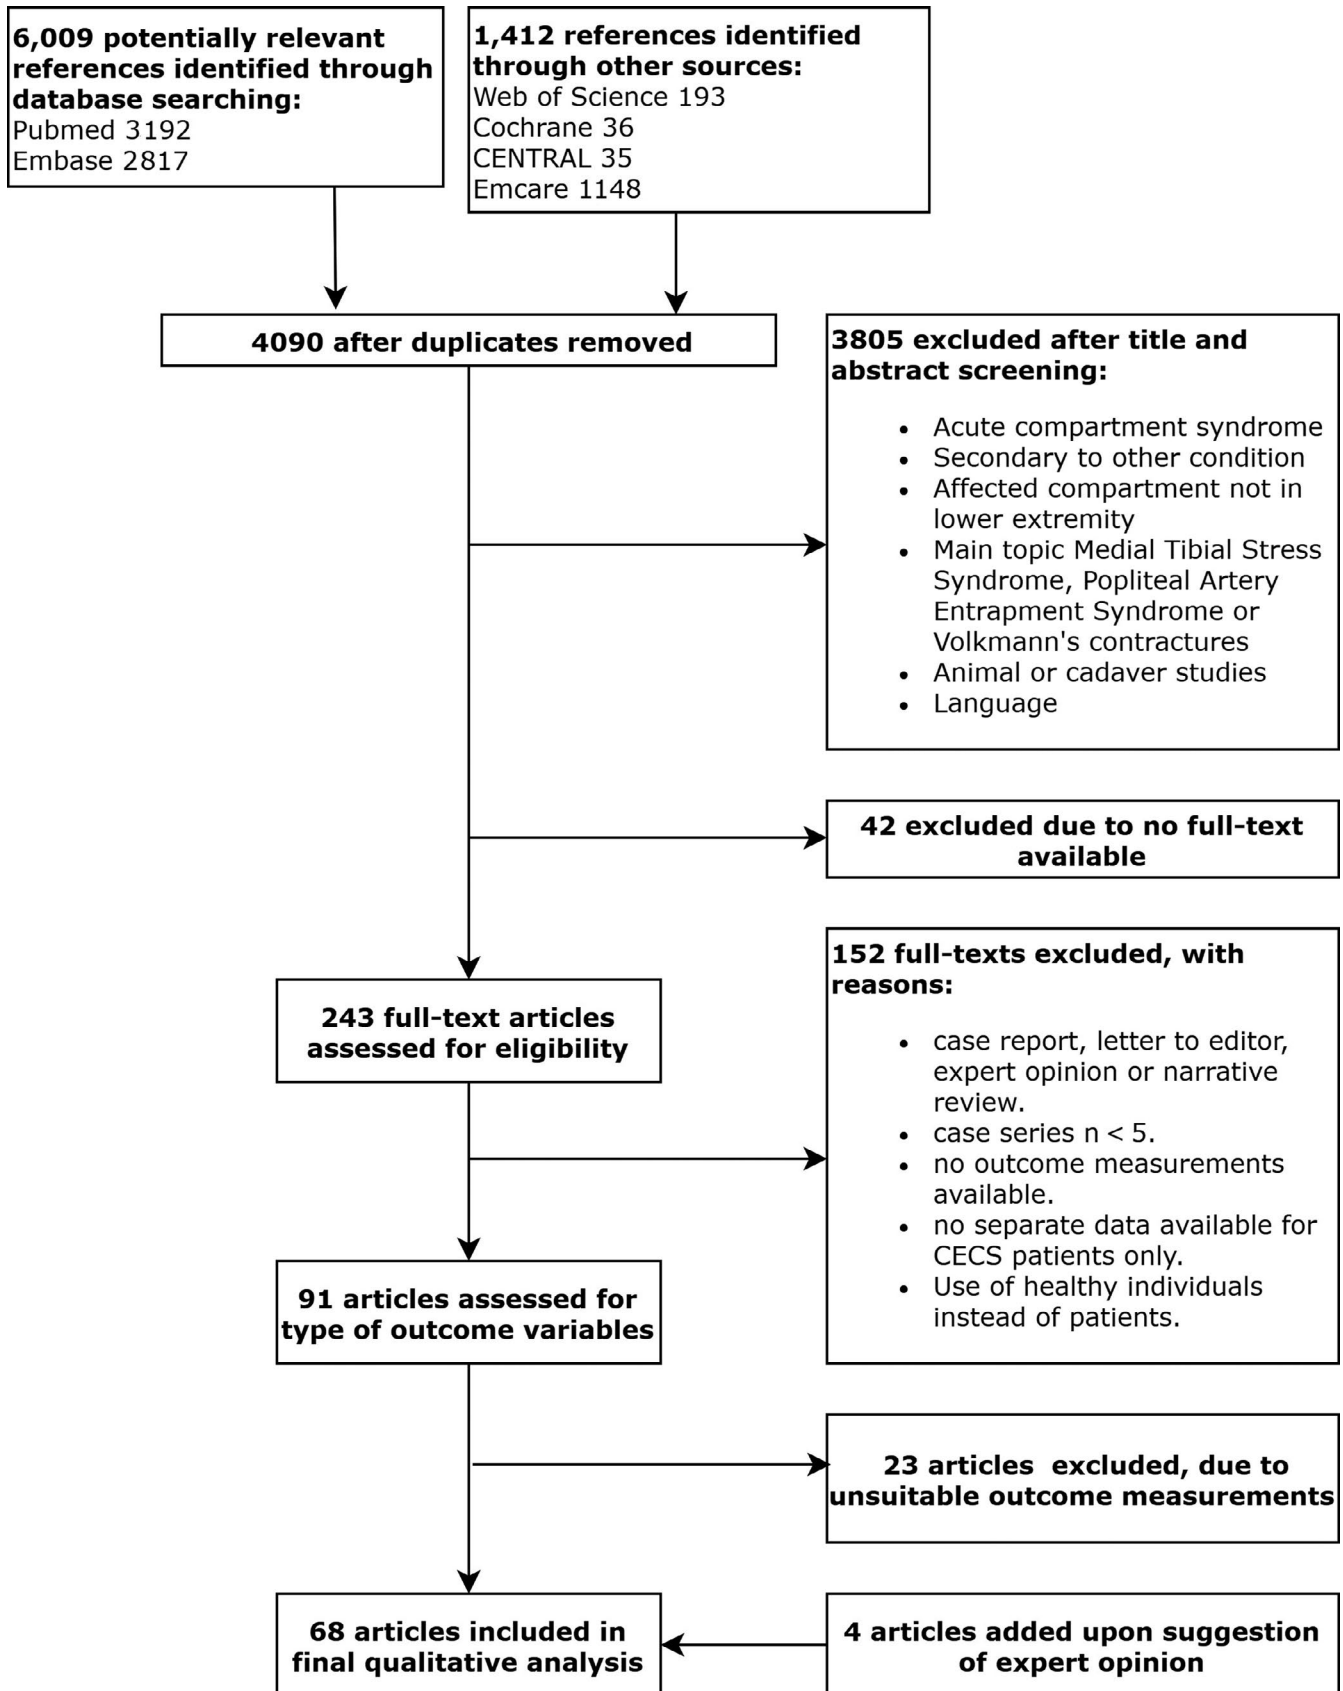 6,009 potentially relevant
references identified through
database searching:
Pubmed 3192
Embase 2817
1,412 references identified
through other sources:
Web of Science 193
Cochrane 36
CENTRAL 35
Emcare 1148
4090 after duplicates removed
3805 excluded after title and
abstract screening:
• Acute compartment syndrome
• Secondary to other condition
• Affected compartment not in
lower extremity
• Main topic Medial Tibial Stress
Syndrome, Popliteal Artery
Entrapment Syndrome or
Volkmann's contractures
• Animal or cadaver studies
• Language
42 excluded due to no full-text
available
243 full-text articles
assessed for eligibility
152 full-texts excluded, with
reasons:
• case report, letter to editor,
expert opinion or narrative
review.
• case series n < 5.
• no outcome measurements
available.
• no separate data available for
CECS patients only.
• Use of healthy individuals
instead of patients.
91 articles assessed for
type of outcome variables
23 articles excluded, due to
unsuitable outcome measurements
68 articles included in
final qualitative analysis
4 articles added upon suggestion
of expert opinion